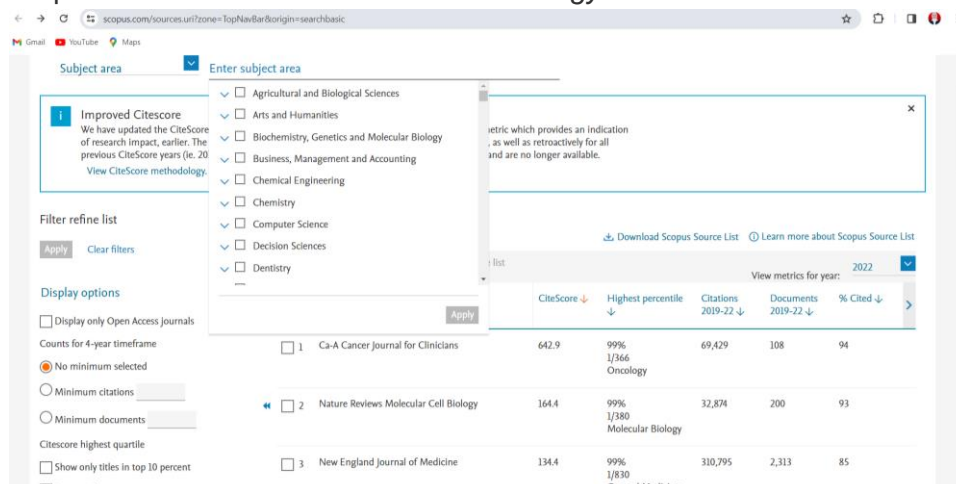 scopus.com/sources.uri?zone=TopNavBar&origin=searchbasic
Gmail YouTube Maps
Subject area Enter subject area
Agricultural and Biological Sciences
Arts and Humanities
Biochemistry, Genetics and Molecular Biology
Business, Management and Accounting
Chemical Engineering
Chemistry
Computer Science
Decision Sciences
Dentistry
Apply
i Improved Citescore
We have updated the CiteScore which provides an indication
of research impact, earlier. The , as well as retroactively for all
previous CiteScore years (ie. 20 and are no longer available.
View CiteScore methodology.
Filter refine list
Apply Clear filters
Download Scopus Source List Learn more about Scopus Source List
list
View metrics for year: 2022
Display options
Display only Open Access journals
Counts for 4-year timeframe
No minimum selected
Minimum citations
Minimum documents
Citescore highest quartile
Show only titles in top 10 percent
CiteScore Highest percentile Citations 2019-22 Documents 2019-22 % Cited
1 Ca-A Cancer Journal for Clinicians 642.9 99% 69,429 108 94
1/366
Oncology
2 Nature Reviews Molecular Cell Biology 164.4 99% 32,874 200 93
1/380
Molecular Biology
3 New England Journal of Medicine 134.4 99% 310,795 2,313 85
1/830